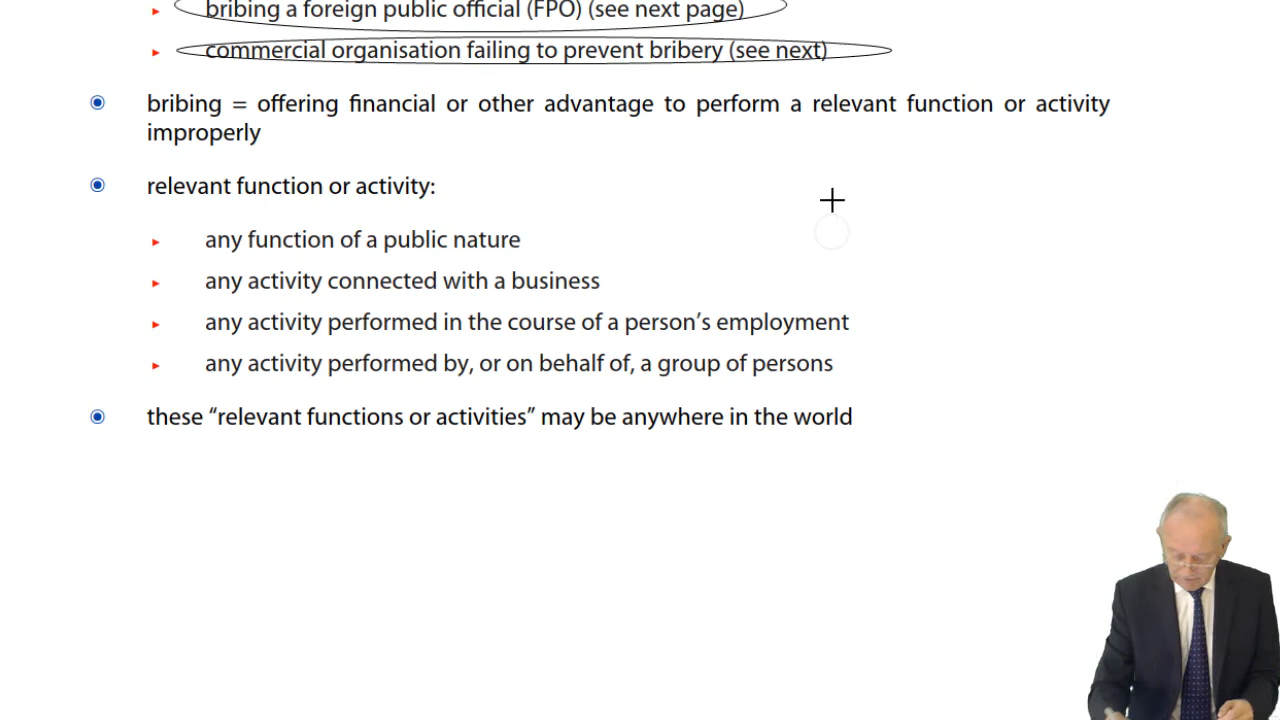 bribing a foreign public official (FPO) (see next page)
commercial organisation failing to prevent bribery (see next)
bribing = offering financial or other advantage to perform a relevant function or activity
improperly
relevant function or activity:
any function of a public nature
any activity connected with a business
any activity performed in the course of a person’s employment
any activity performed by, or on behalf of, a group of persons
these “relevant functions or activities” may be anywhere in the world